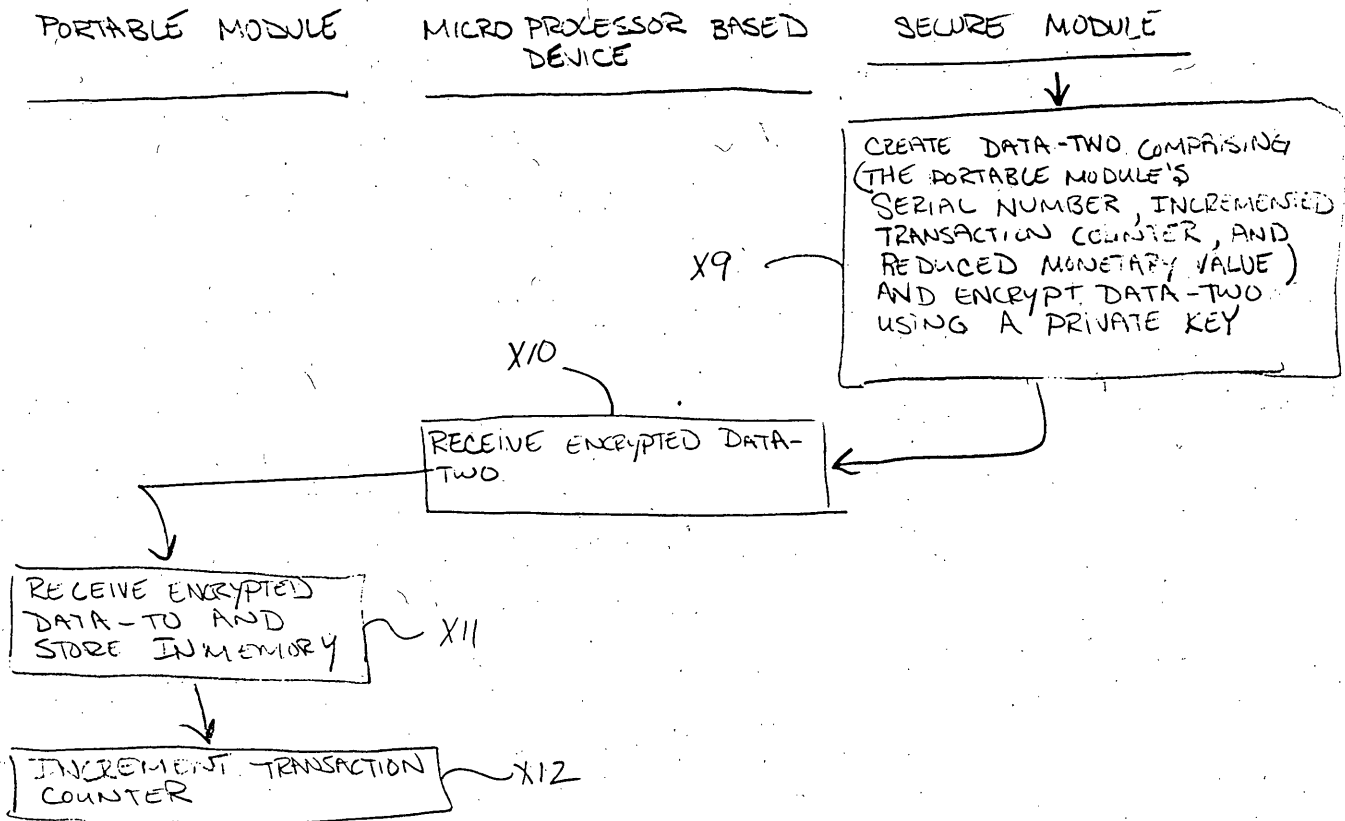 PORTABLE MODULE
MICRO PROCESSOR BASED
DEVICE
SECURE MODULE
CREATE DATA-TWO COMPRISING
(THE PORTABLE MODULE'S
SERIAL NUMBER, INCREMENTED
TRANSACTION COUNTER, AND
REDUCED MONETARY VALUE)
AND ENCRYPT DATA-TWO
USING A PRIVATE KEY
X9
X10
RECEIVE ENCRYPTED DATA-
TWO
RECEIVE ENCRYPTED
DATA-TO AND
STORE IN MEMORY
X11
INCREMENT TRANSACTION
COUNTER
X12